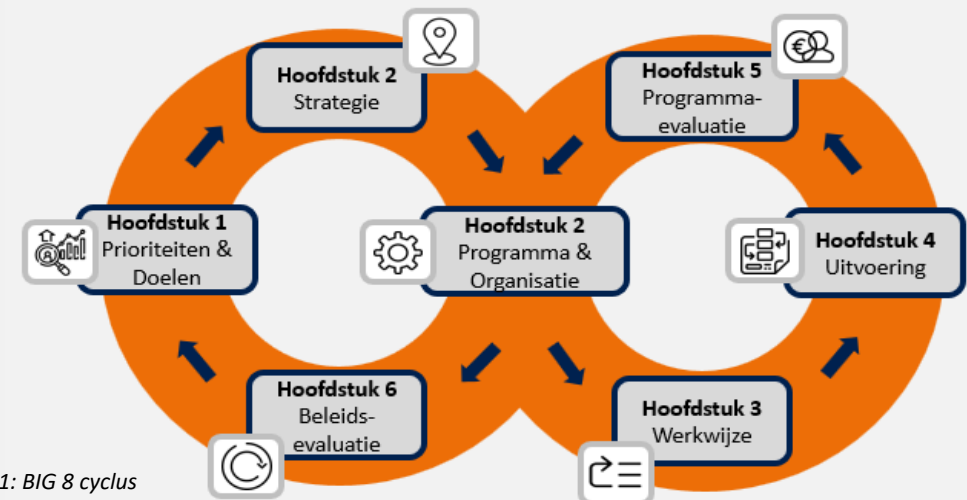 Hoofdstuk 2
Strategie
Hoofdstuk 5
Programma-
evaluatie
Hoofdstuk 1
Prioriteiten &
Doelen
Hoofdstuk 2
Programma &
Organisatie
Hoofdstuk 4
Uitvoering
Hoofdstuk 6
Beleids-
evaluatie
Hoofdstuk 3
Werkwijze
1: BIG 8 cyclus